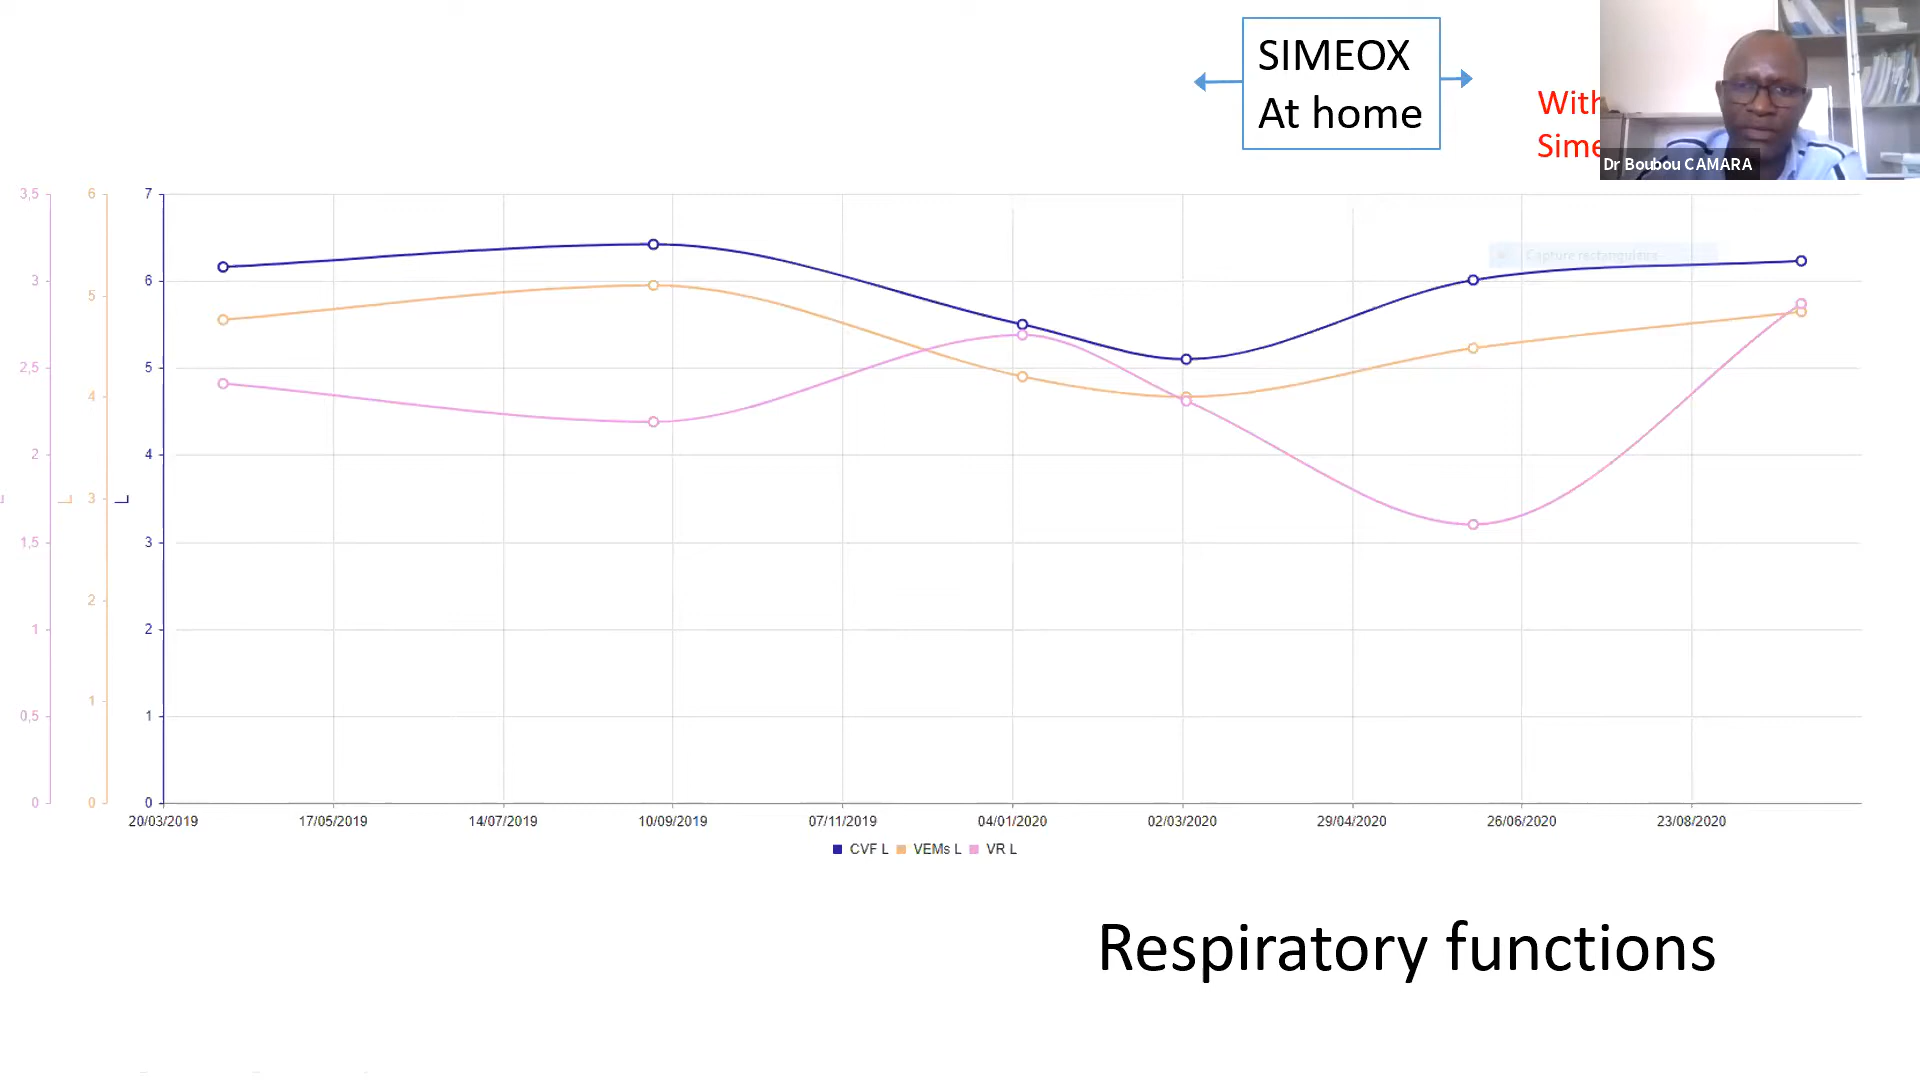 SIMEOX
At home
With
Sime
Dr Boubou CAMARA
3,5
3
2,5
2
1,5
1
0,5
0
6
5
4
3
2
1
0
7
6
5
4
3
2
1
0
L
L
Capture rectangulaire
20/03/2019 17/05/2019 14/07/2019 10/09/2019 07/11/2019 04/01/2020 02/03/2020 29/04/2020 26/06/2020 23/08/2020
CVF L VEMs L VR L
Respiratory functions